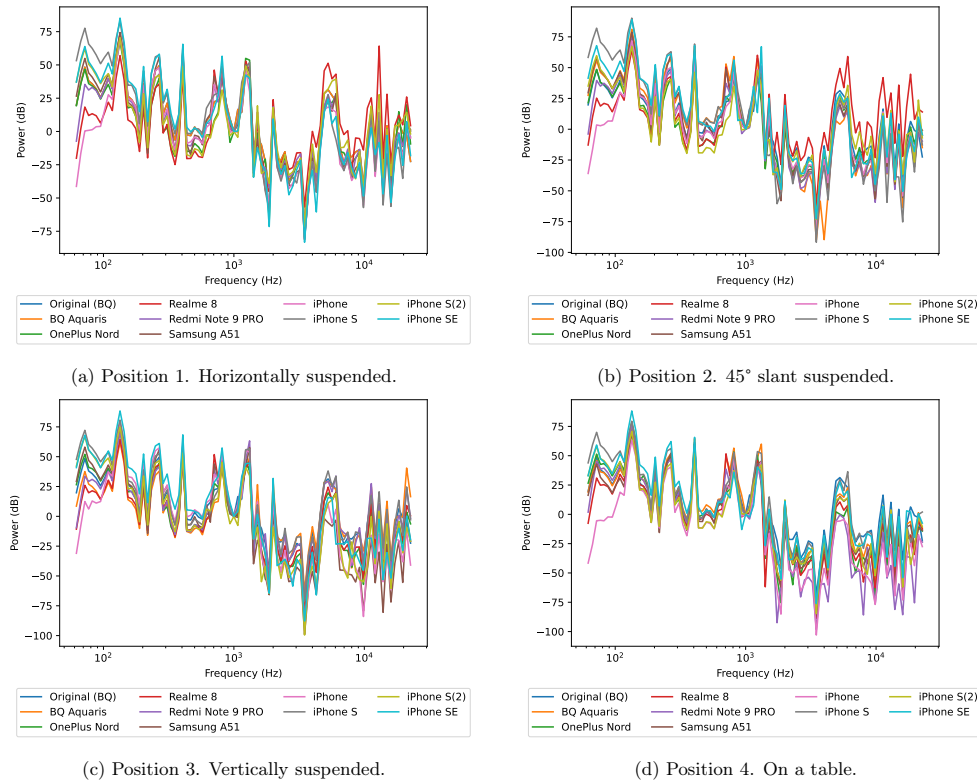 75
50
25
0
−25
−50
−75
Power (dB)
10²
10³
10⁴
Frequency (Hz)
Original (BQ)
BQ Aquaris
OnePlus Nord
Realme 8
Redmi Note 9 PRO
Samsung A51
iPhone
iPhone S
iPhone S(2)
iPhone SE
(a) Position 1. Horizontally suspended.
75
50
25
0
−25
−50
−75
−100
Power (dB)
10²
10³
10⁴
Frequency (Hz)
Original (BQ)
BQ Aquaris
OnePlus Nord
Realme 8
Redmi Note 9 PRO
Samsung A51
iPhone
iPhone S
iPhone S(2)
iPhone SE
(b) Position 2. 45° slant suspended.
75
50
25
0
−25
−50
−75
−100
Power (dB)
10²
10³
10⁴
Frequency (Hz)
Original (BQ)
BQ Aquaris
OnePlus Nord
Realme 8
Redmi Note 9 PRO
Samsung A51
iPhone
iPhone S
iPhone S(2)
iPhone SE
(c) Position 3. Vertically suspended.
75
50
25
0
−25
−50
−75
−100
Power (dB)
10²
10³
10⁴
Frequency (Hz)
Original (BQ)
BQ Aquaris
OnePlus Nord
Realme 8
Redmi Note 9 PRO
Samsung A51
iPhone
iPhone S
iPhone S(2)
iPhone SE
(d) Position 4. On a table.